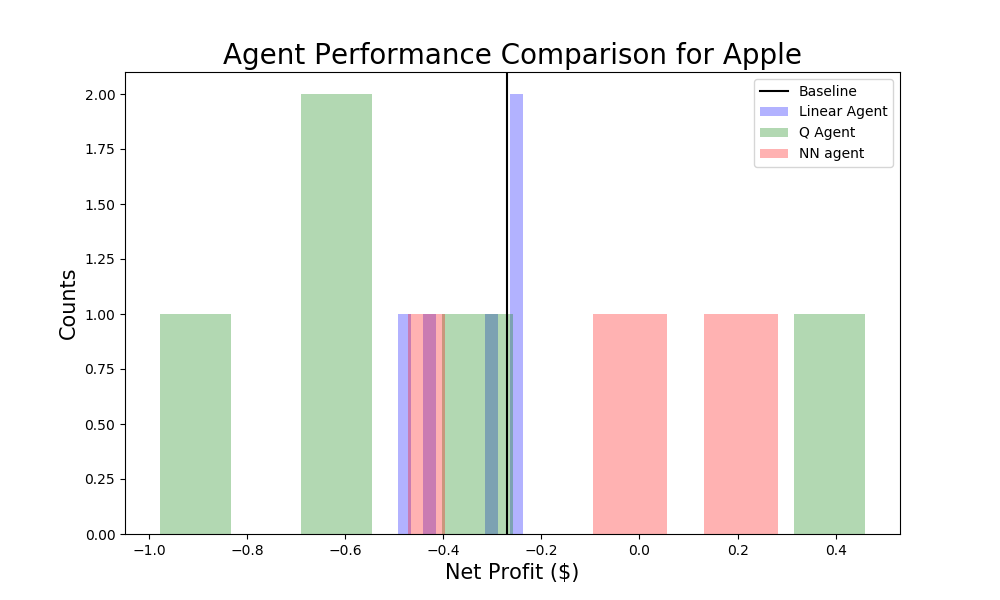 Agent Performance Comparison for Apple
Baseline
Linear Agent
Q Agent
NN agent
Counts
2.00
1.75
1.50
1.25
1.00
0.75
0.50
0.25
0.00
−1.0 −0.8 −0.6 −0.4 −0.2 0.0 0.2 0.4
Net Profit ($)